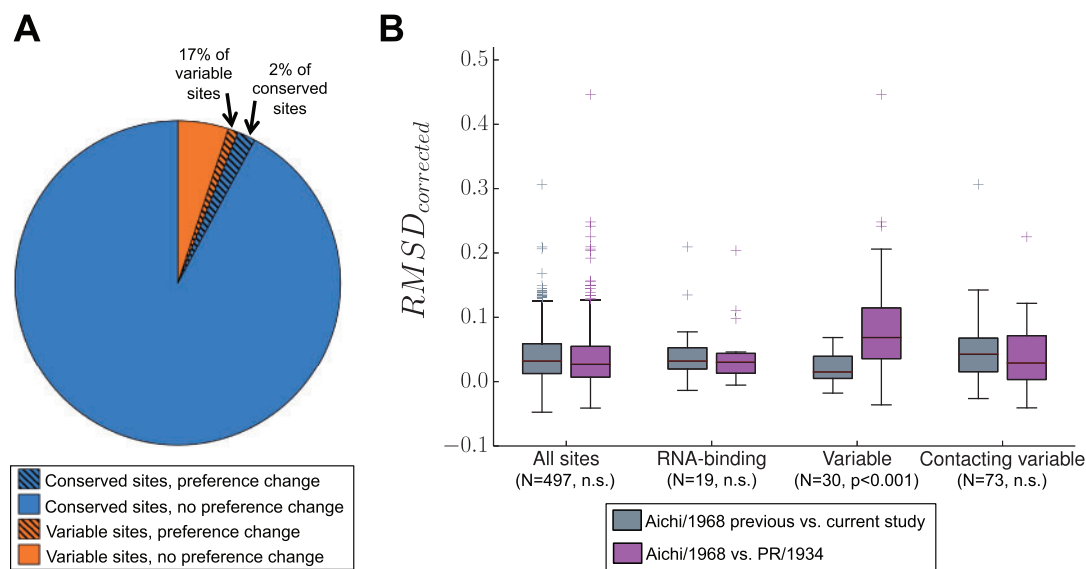 A
17% of
variable
sites
2% of
conserved
sites
Conserved sites, preference change
Conserved sites, no preference change
Variable sites, preference change
Variable sites, no preference change
B
RMSD_corrected
0.5
0.4
0.3
0.2
0.1
0.0
−0.1
All sites
(N=497, n.s.)
RNA-binding
(N=19, n.s.)
Variable
(N=30, p<0.001)
Contacting variable
(N=73, n.s.)
Aichi/1968 previous vs. current study
Aichi/1968 vs. PR/1934